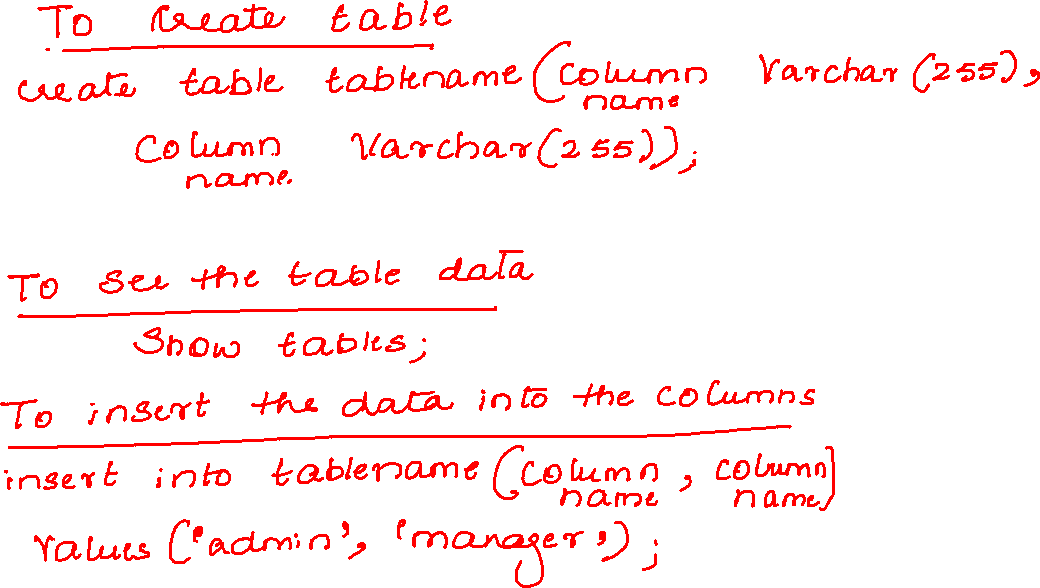 To create table
create table tablename (column name Varchar (255),
Column name. Varchar (255));
To see the table data
Show tables;
To insert the data into the columns
insert into tablename (column name, column name)
Values ('admin', 'manager');